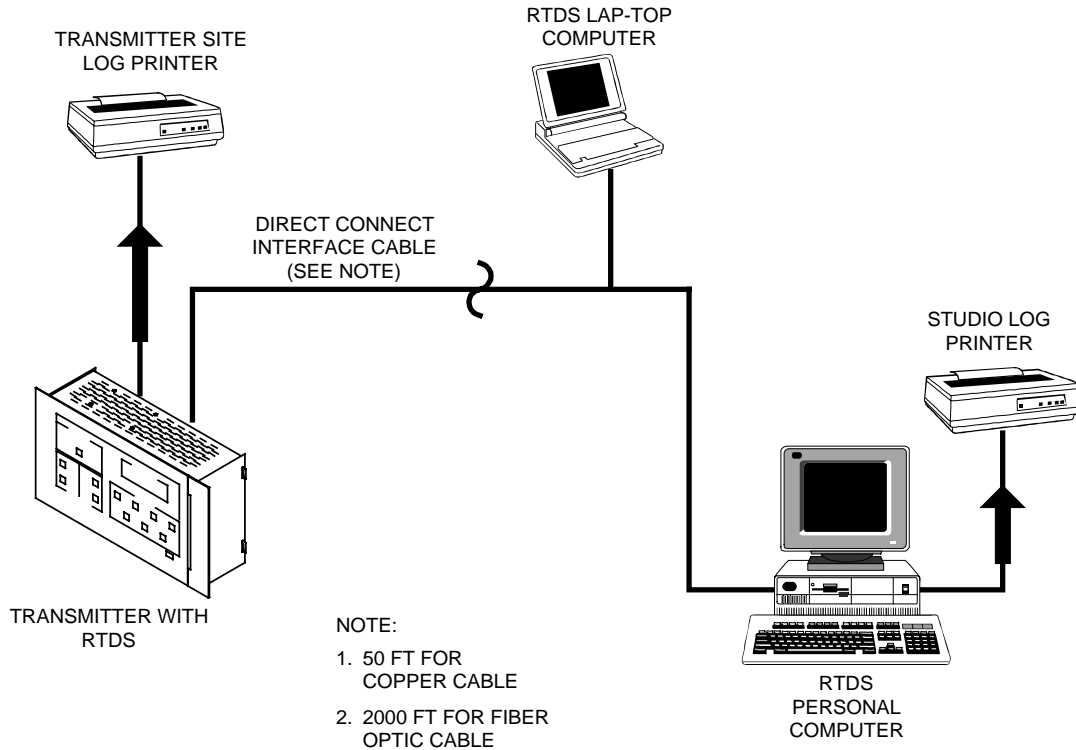 RTDS LAP-TOP
COMPUTER
TRANSMITTER SITE
LOG PRINTER
DIRECT CONNECT
INTERFACE CABLE
(SEE NOTE)
STUDIO LOG
PRINTER
TRANSMITTER WITH
RTDS
NOTE:
1. 50 FT FOR
COPPER CABLE
2. 2000 FT FOR FIBER
OPTIC CABLE
RTDS
PERSONAL
COMPUTER